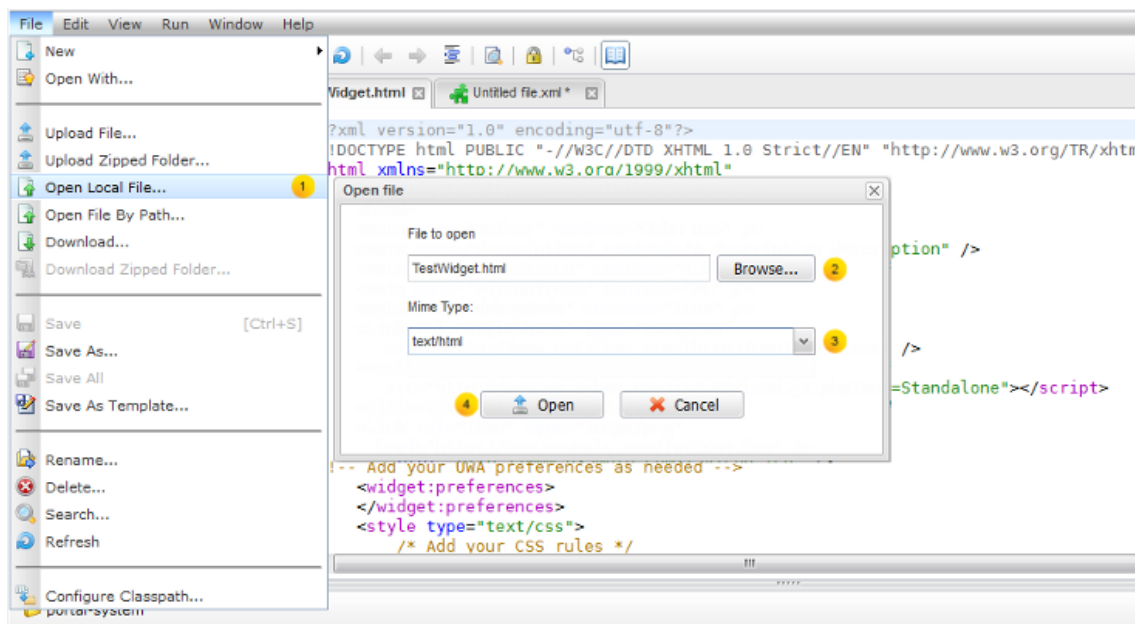 File Edit View Run Window Help
New
Open With...
Upload File...
Upload Zipped Folder...
Open Local File... 1
Open File By Path...
Download...
Download Zipped Folder...
Save [Ctrl+S]
Save As...
Save All
Save As Template...
Rename...
Delete...
Search...
Refresh
Configure Classpath...
portal-system
Widget.html Untitled file.xml *
?xml version="1.0" encoding="utf-8"?>
!DOCTYPE html PUBLIC "-//W3C//DTD XHTML 1.0 Strict//EN" "http://www.w3.org/TR/xhtm
html xmlns="http://www.w3.org/1999/xhtml"
Open file
File to open
TestWidget.html Browse... 2
Mime Type:
text/html 3
4 Open Cancel
ption" />
/>
=Standalone"></script>
!-- Add your UWA preferences as needed -->
<widget:preferences>
</widget:preferences>
<style type="text/css">
/* Add your CSS rules */